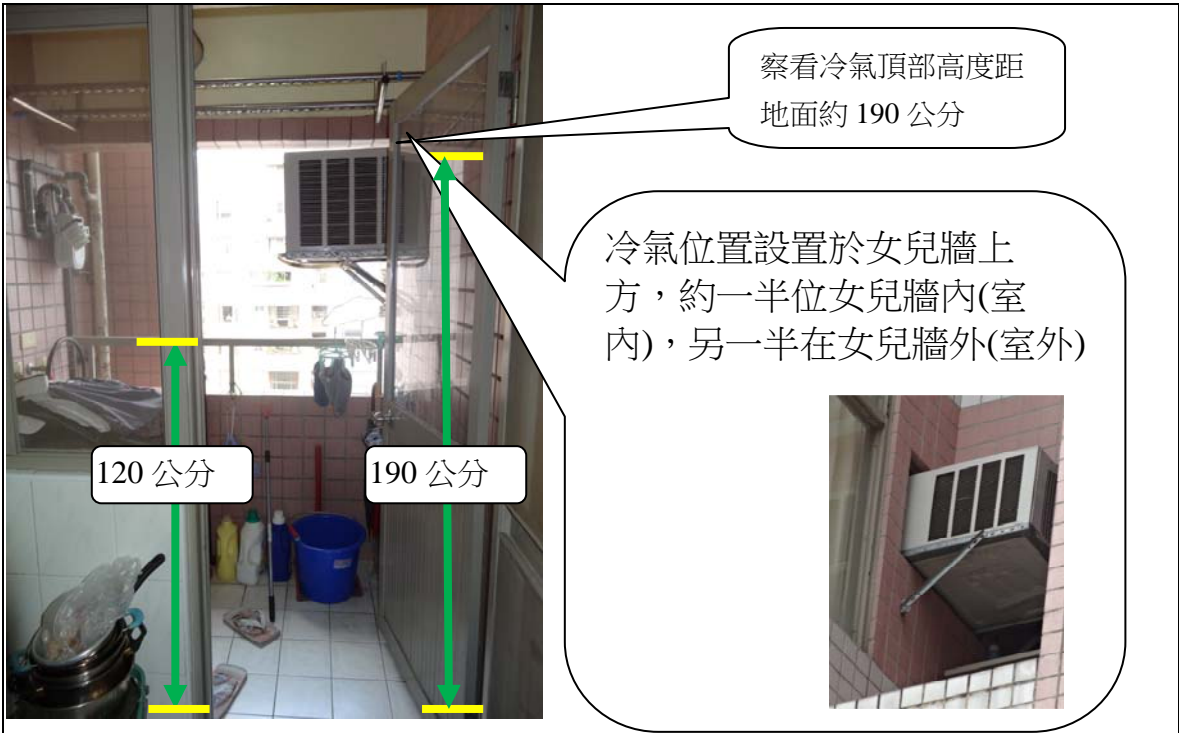 察看冷氣頂部高度距
地面約 190 公分
冷氣位置設置於女兒牆上
方，約一半位女兒牆內(室
內)，另一半在女兒牆外(室外)
120 公分
190 公分